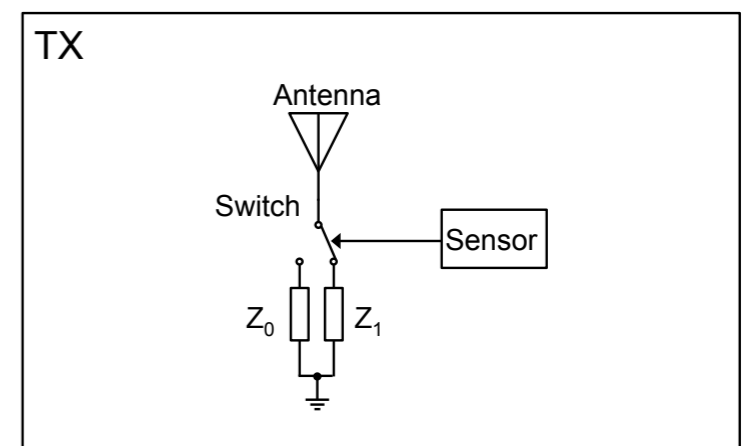 TX
Antenna
Switch
Sensor
Z₀ Z₁